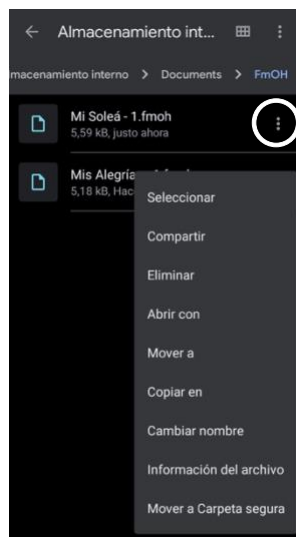 Almacenamiento int...
macenamiento interno > Documents > FmOH
Mi Soleá - 1.fmoh
5,59 kB, justo ahora
Mis Alegría
5,18 kB, Hac
Seleccionar
Compartir
Eliminar
Abrir con
Mover a
Copiar en
Cambiar nombre
Información del archivo
Mover a Carpeta segura